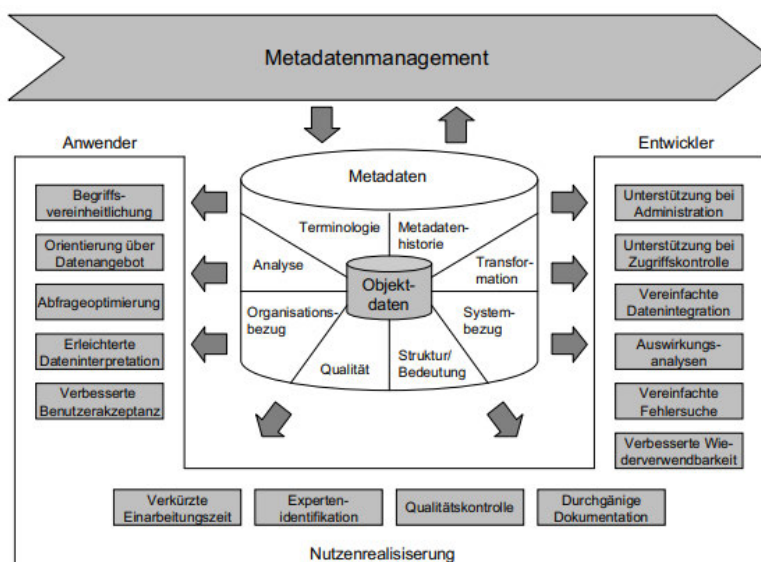 Metadatenmanagement
Anwender
Entwickler
Begriffs-
vereinheitlichung
Orientierung über
Datenangebot
Abfrageoptimierung
Erleichterte
Dateninterpretation
Verbesserte
Benutzerakzeptanz
Metadaten
Terminologie
Metadaten-
historie
Analyse
Transfor-
mation
Objekt-
daten
Organisations-
bezug
System-
bezug
Qualität
Struktur/
Bedeutung
Unterstützung bei
Administration
Unterstützung bei
Zugriffskontrolle
Vereinfachte
Datenintegration
Auswirkungs-
analysen
Vereinfachte
Fehlersuche
Verbesserte Wie-
derverwendbarkeit
Verkürzte
Einarbeitungszeit
Experten-
identifikation
Qualitätskontrolle
Durchgänige
Dokumentation
Nutzenrealisiserung